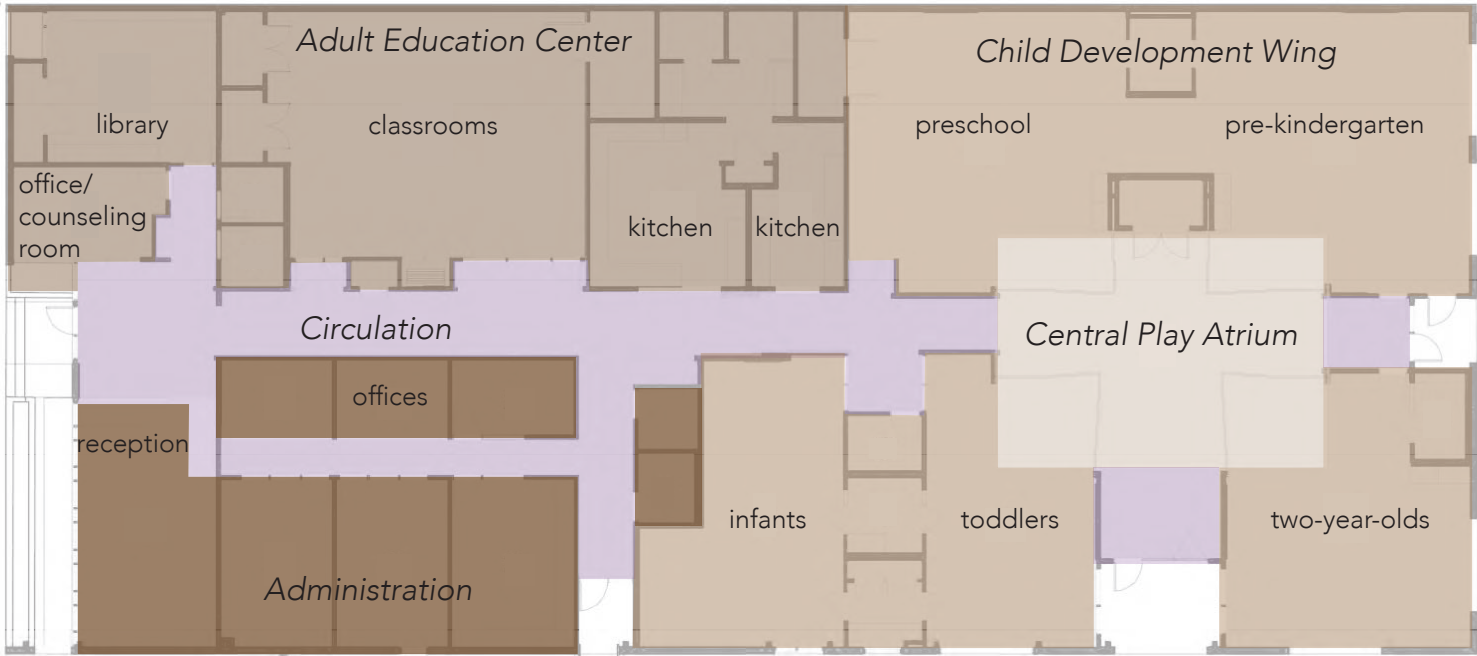 Adult Education Center
Child Development Wing
library
classrooms
preschool
pre-kindergarten
office/
counseling
room
kitchen
kitchen
Circulation
Central Play Atrium
offices
reception
infants
toddlers
two-year-olds
Administration